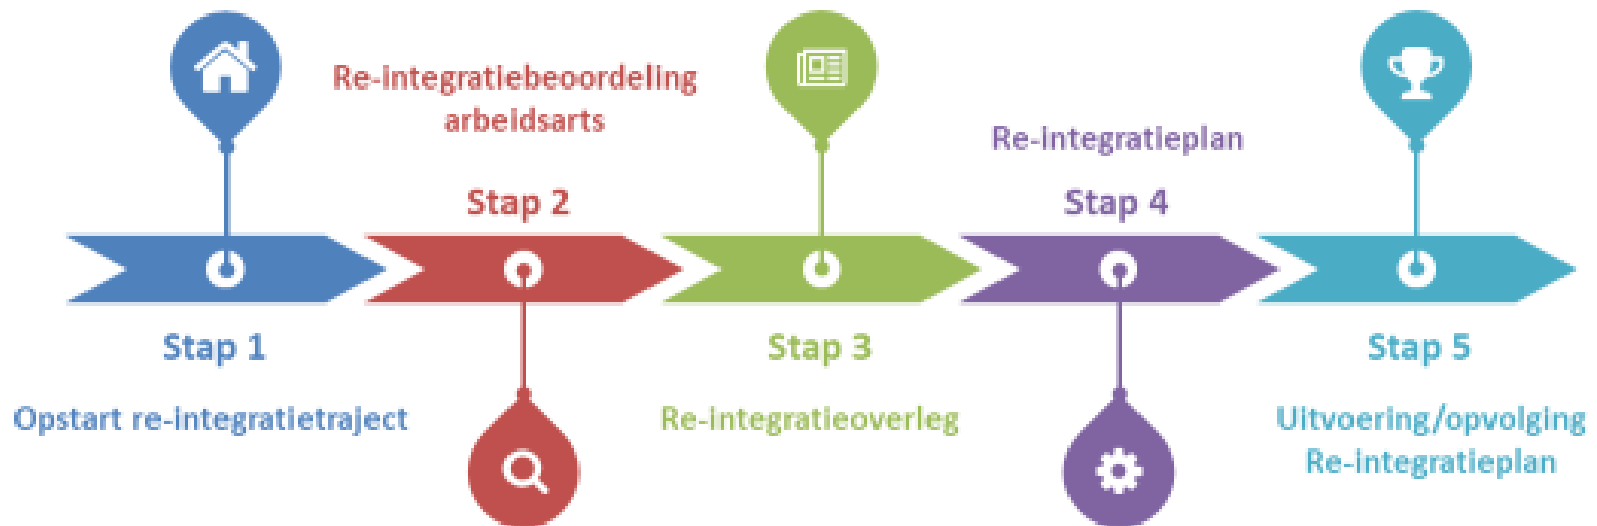 Stap 1
Opstart re-integratietraject
Re-integratiebeoordeling
arbeidsarts
Stap 2
Stap 3
Re-integratieoverleg
Re-integratieplan
Stap 4
Stap 5
Uitvoering/opvolging
Re-integratieplan